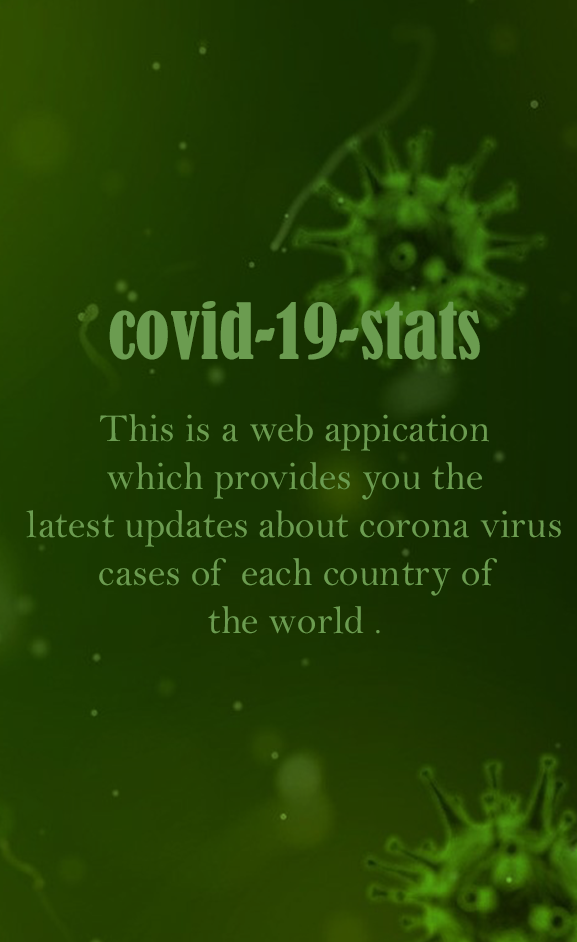 covid-19-stats
This is a web appication
which provides you the
latest updates about corona virus
cases of  each country of
the world .